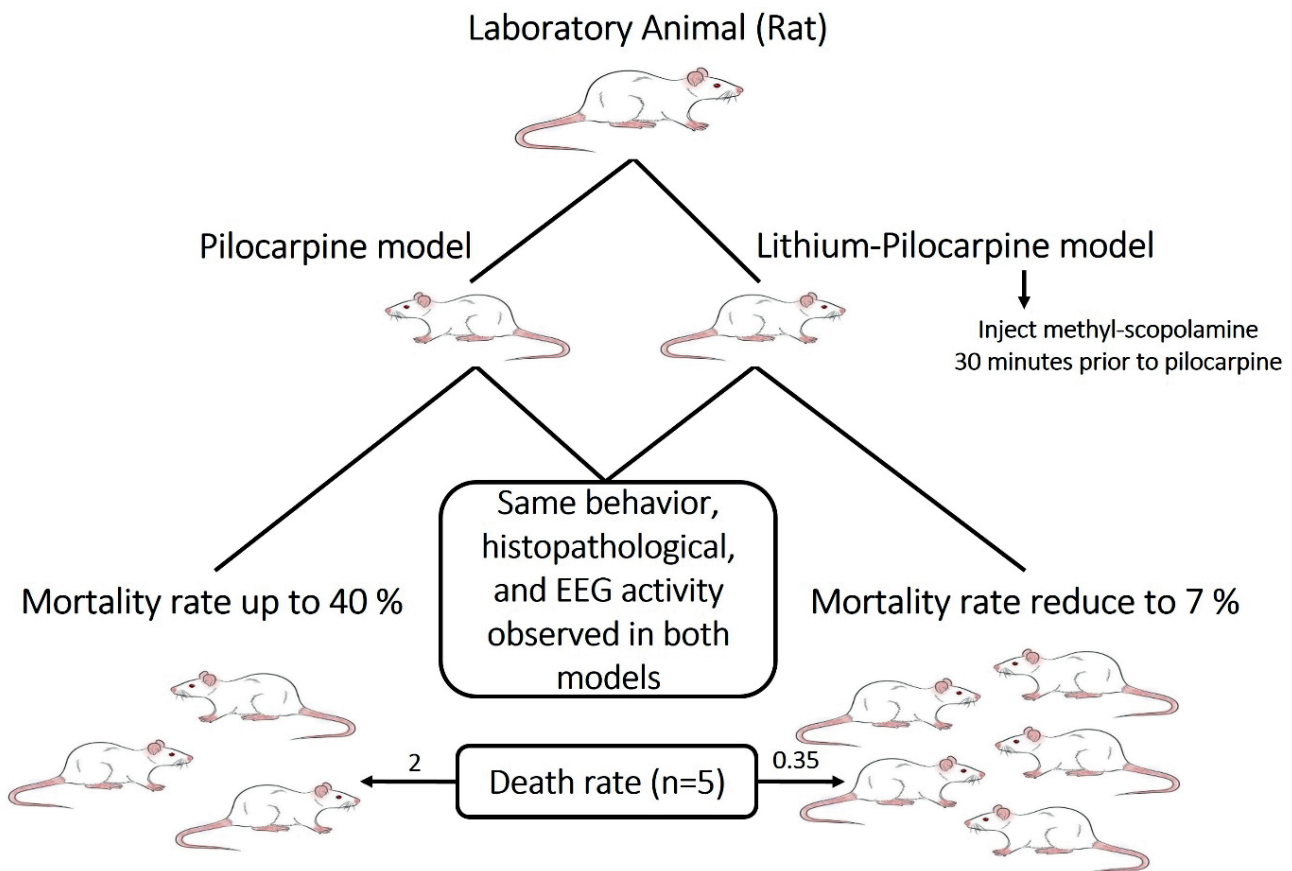 Laboratory Animal (Rat)
Pilocarpine model
Lithium-Pilocarpine model
Inject methyl-scopolamine
30 minutes prior to pilocarpine
Same behavior,
histopathological,
and EEG activity
observed in both
models
Mortality rate up to 40 %
Mortality rate reduce to 7 %
2
Death rate (n=5)
0.35